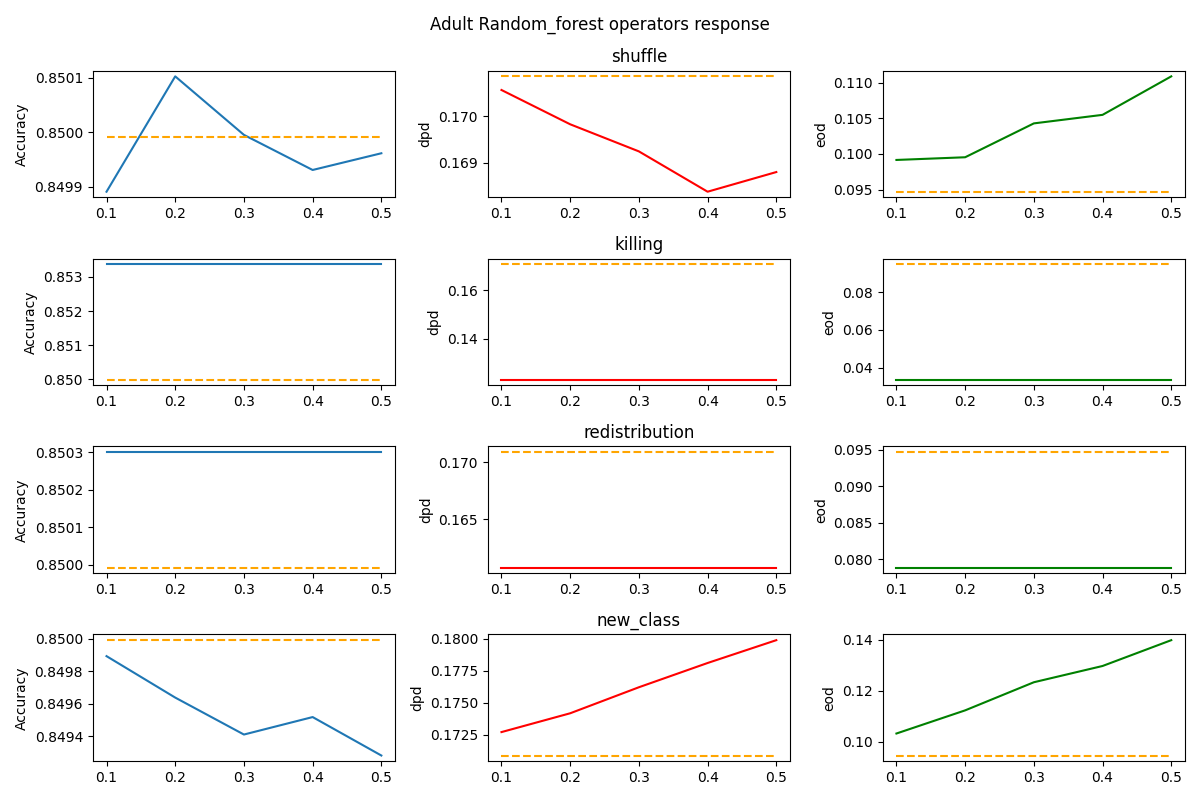 Adult Random_forest operators response
shuffle
Accuracy
0.8501
0.8500
0.8499
0.1 0.2 0.3 0.4 0.5
dpd
0.170
0.169
0.1 0.2 0.3 0.4 0.5
eod
0.110
0.105
0.100
0.095
0.1 0.2 0.3 0.4 0.5
killing
Accuracy
0.853
0.852
0.851
0.850
0.1 0.2 0.3 0.4 0.5
dpd
0.16
0.14
0.1 0.2 0.3 0.4 0.5
eod
0.08
0.06
0.04
0.1 0.2 0.3 0.4 0.5
redistribution
Accuracy
0.8503
0.8502
0.8501
0.8500
0.1 0.2 0.3 0.4 0.5
dpd
0.170
0.165
0.1 0.2 0.3 0.4 0.5
eod
0.095
0.090
0.085
0.080
0.1 0.2 0.3 0.4 0.5
new_class
Accuracy
0.8500
0.8498
0.8496
0.8494
0.1 0.2 0.3 0.4 0.5
dpd
0.1800
0.1775
0.1750
0.1725
0.1 0.2 0.3 0.4 0.5
eod
0.14
0.12
0.10
0.1 0.2 0.3 0.4 0.5